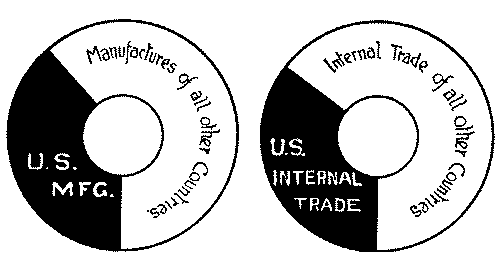 Manufactures of all other Countries.
U.S.
MFG.
Internal Trade of all other Countries
U.S.
INTERNAL
TRADE